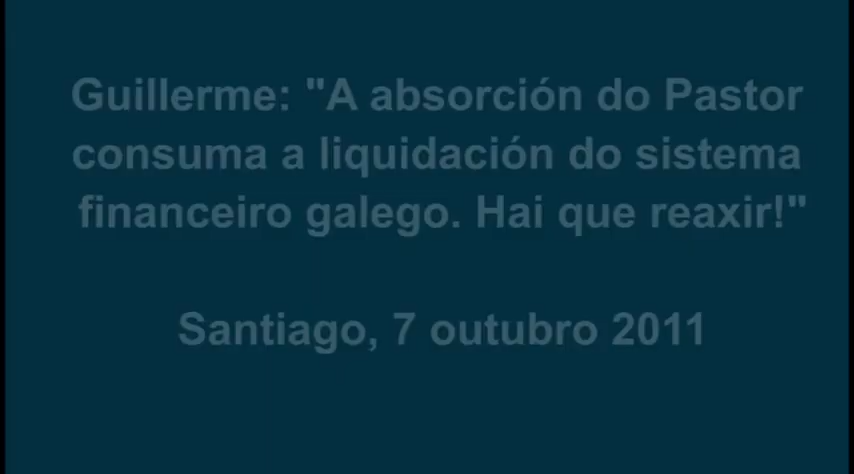 Guillerme: "A absorción do Pastor
consuma a liquidación do sistema
financeiro galego. Hai que reaxir!"
Santiago, 7 outubro 2011